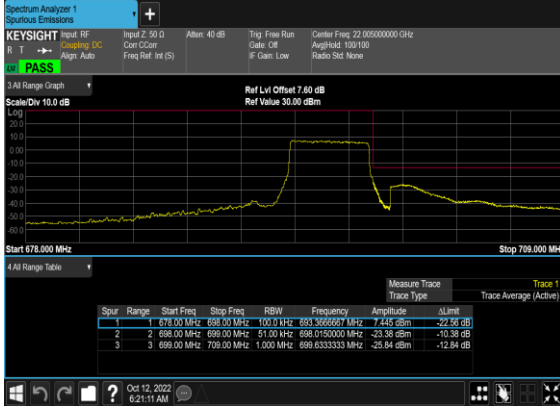 Spectrum Analyzer 1
Spurious Emissions
+
KEYSIGHT Input: RF Input Z: 50 Ω Atten: 40 dB Trig: Free Run Center Freq: 22.005000000 GHz
R T Coupling: DC Corr CCorr Gate: Off Avg|Hold: 100/100
Align: Auto Freq Ref: Int (S) IF Gain: Low Radio Std: None
LXI PASS
3 All Range Graph
Ref Lvl Offset 7.60 dB
Scale/Div 10.0 dB Ref Value 30.00 dBm
Log
20.0
10.0
0.00
-10.0
-20.0
-30.0
-40.0
-50.0
-60.0
Start 678.000 MHz Stop 709.000 MH
4 All Range Table
Measure Trace Trace 1
Trace Type Trace Average (Active)
Spur Range Start Freq Stop Freq RBW Frequency Amplitude ΔLimit
1 1 678.00 MHz 698.00 MHz 100.0 kHz 693.3666667 MHz 7.445 dBm -22.56 dB
2 2 698.00 MHz 699.00 MHz 51.00 kHz 698.0150000 MHz -23.38 dBm -10.38 dB
3 3 699.00 MHz 709.00 MHz 1.000 MHz 699.6333333 MHz -25.84 dBm -12.84 dB
?
Oct 12, 2022
6:21:11 AM